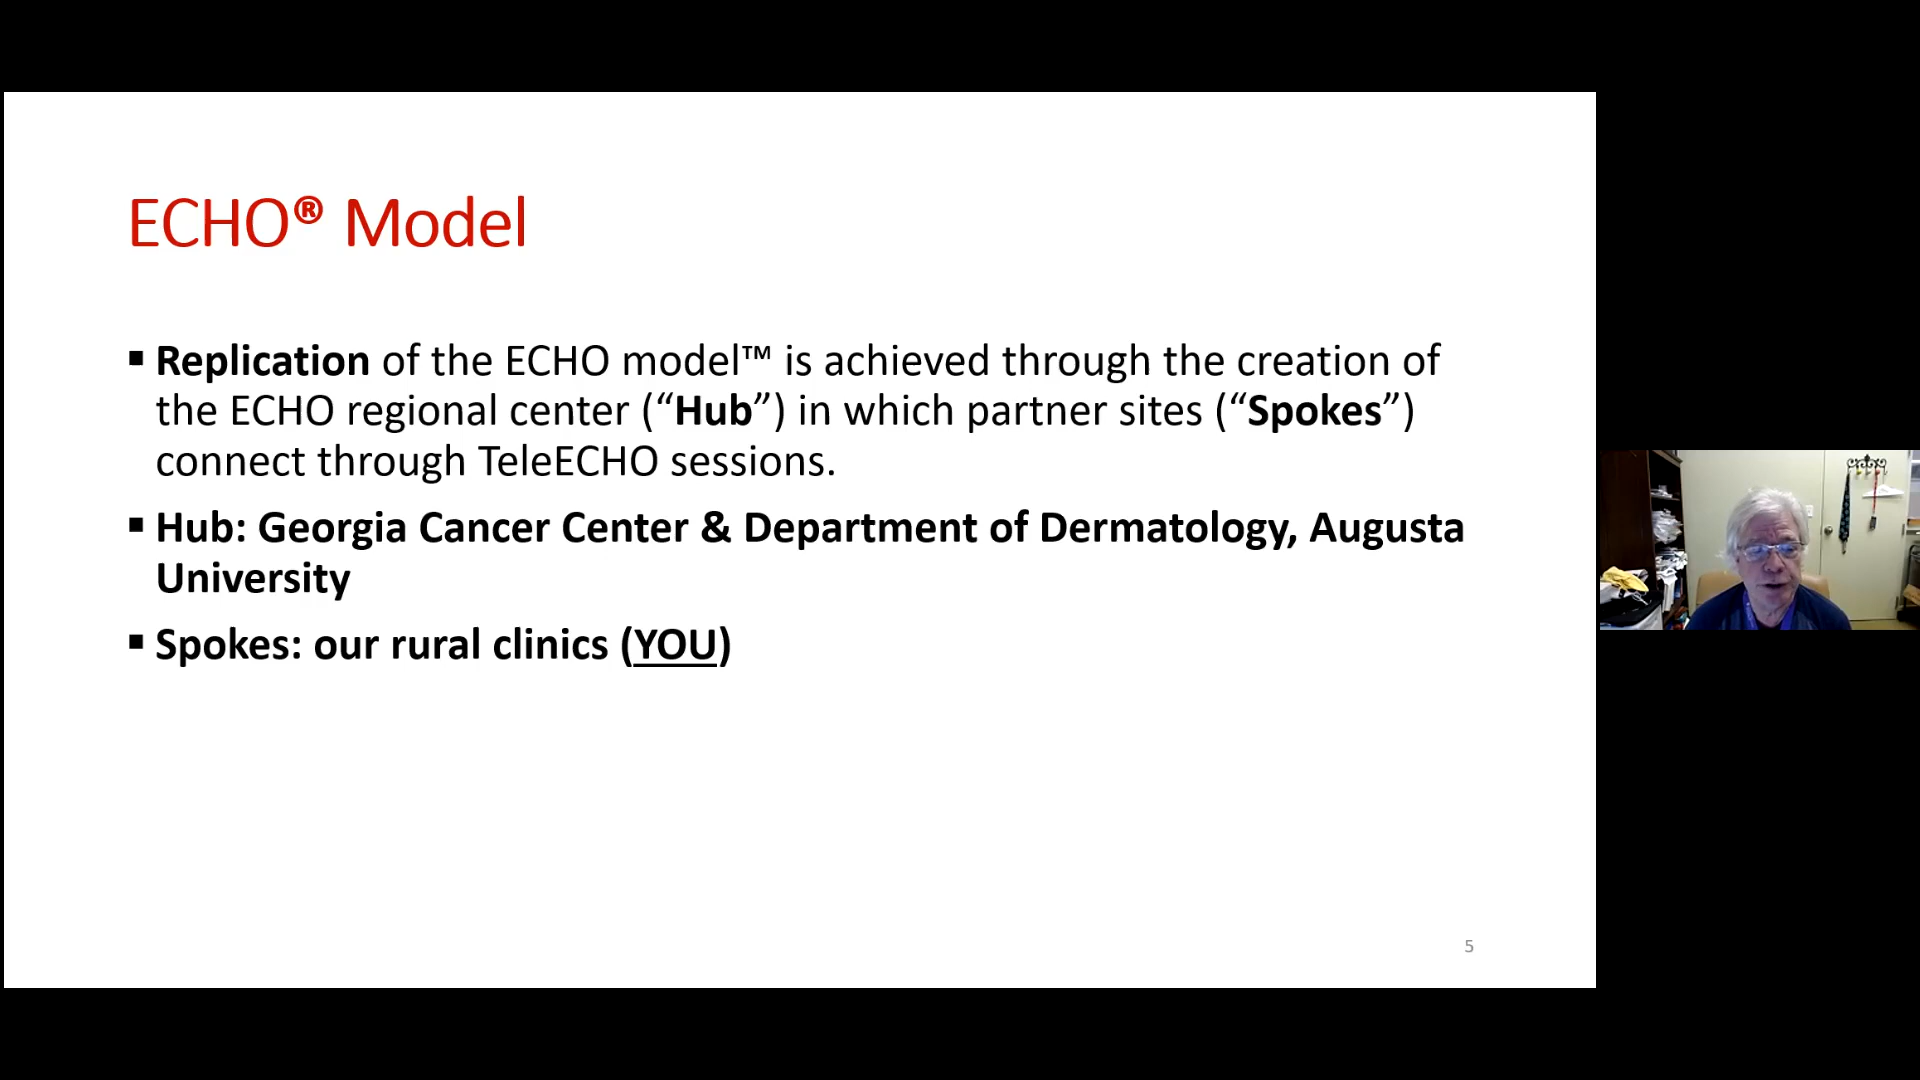 ECHO® Model
▪ Replication of the ECHO model™ is achieved through the creation of
the ECHO regional center (“Hub”) in which partner sites (“Spokes”)
connect through TeleECHO sessions.
▪ Hub: Georgia Cancer Center & Department of Dermatology, Augusta
University
▪ Spokes: our rural clinics (YOU)
5